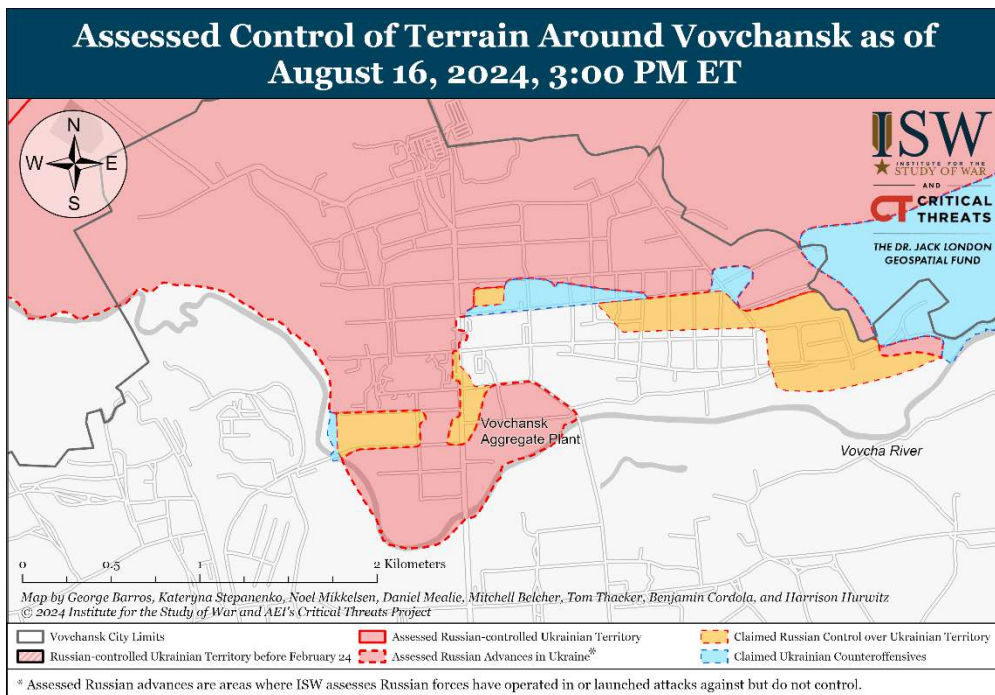 Assessed Control of Terrain Around Vovchansk as of
August 16, 2024, 3:00 PM ET
N
W E
S
ISW
INSTITUTE FOR THE
STUDY OF WAR
AND
CT CRITICAL
THREATS
THE DR. JACK LONDON
GEOSPATIAL FUND
Vovchansk
Aggregate Plant
Vovcha River
0 0.5 1 2 Kilometers
Map by George Barros, Kateryna Stepanenko, Noel Mikkelsen, Daniel Mealie, Mitchell Belcher, Tom Thacker, Benjamin Cordola, and Harrison Hurwitz
© 2024 Institute for the Study of War and AEI's Critical Threats Project
Vovchansk City Limits
Russian-controlled Ukrainian Territory before February 24
Assessed Russian-controlled Ukrainian Territory
Assessed Russian Advances in Ukraine*
Claimed Russian Control over Ukrainian Territory
Claimed Ukrainian Counteroffensives
* Assessed Russian advances are areas where ISW assesses Russian forces have operated in or launched attacks against but do not control.